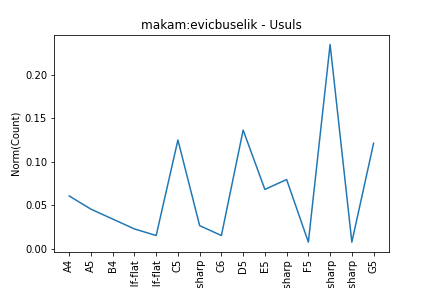 makam:evicbuselik - Usuls
Norm(Count)
0.20
0.15
0.10
0.05
0.00
A4
A5
B4
lf-flat
lf-flat
C5
sharp
C6
D5
E5
sharp
F5
sharp
sharp
G5